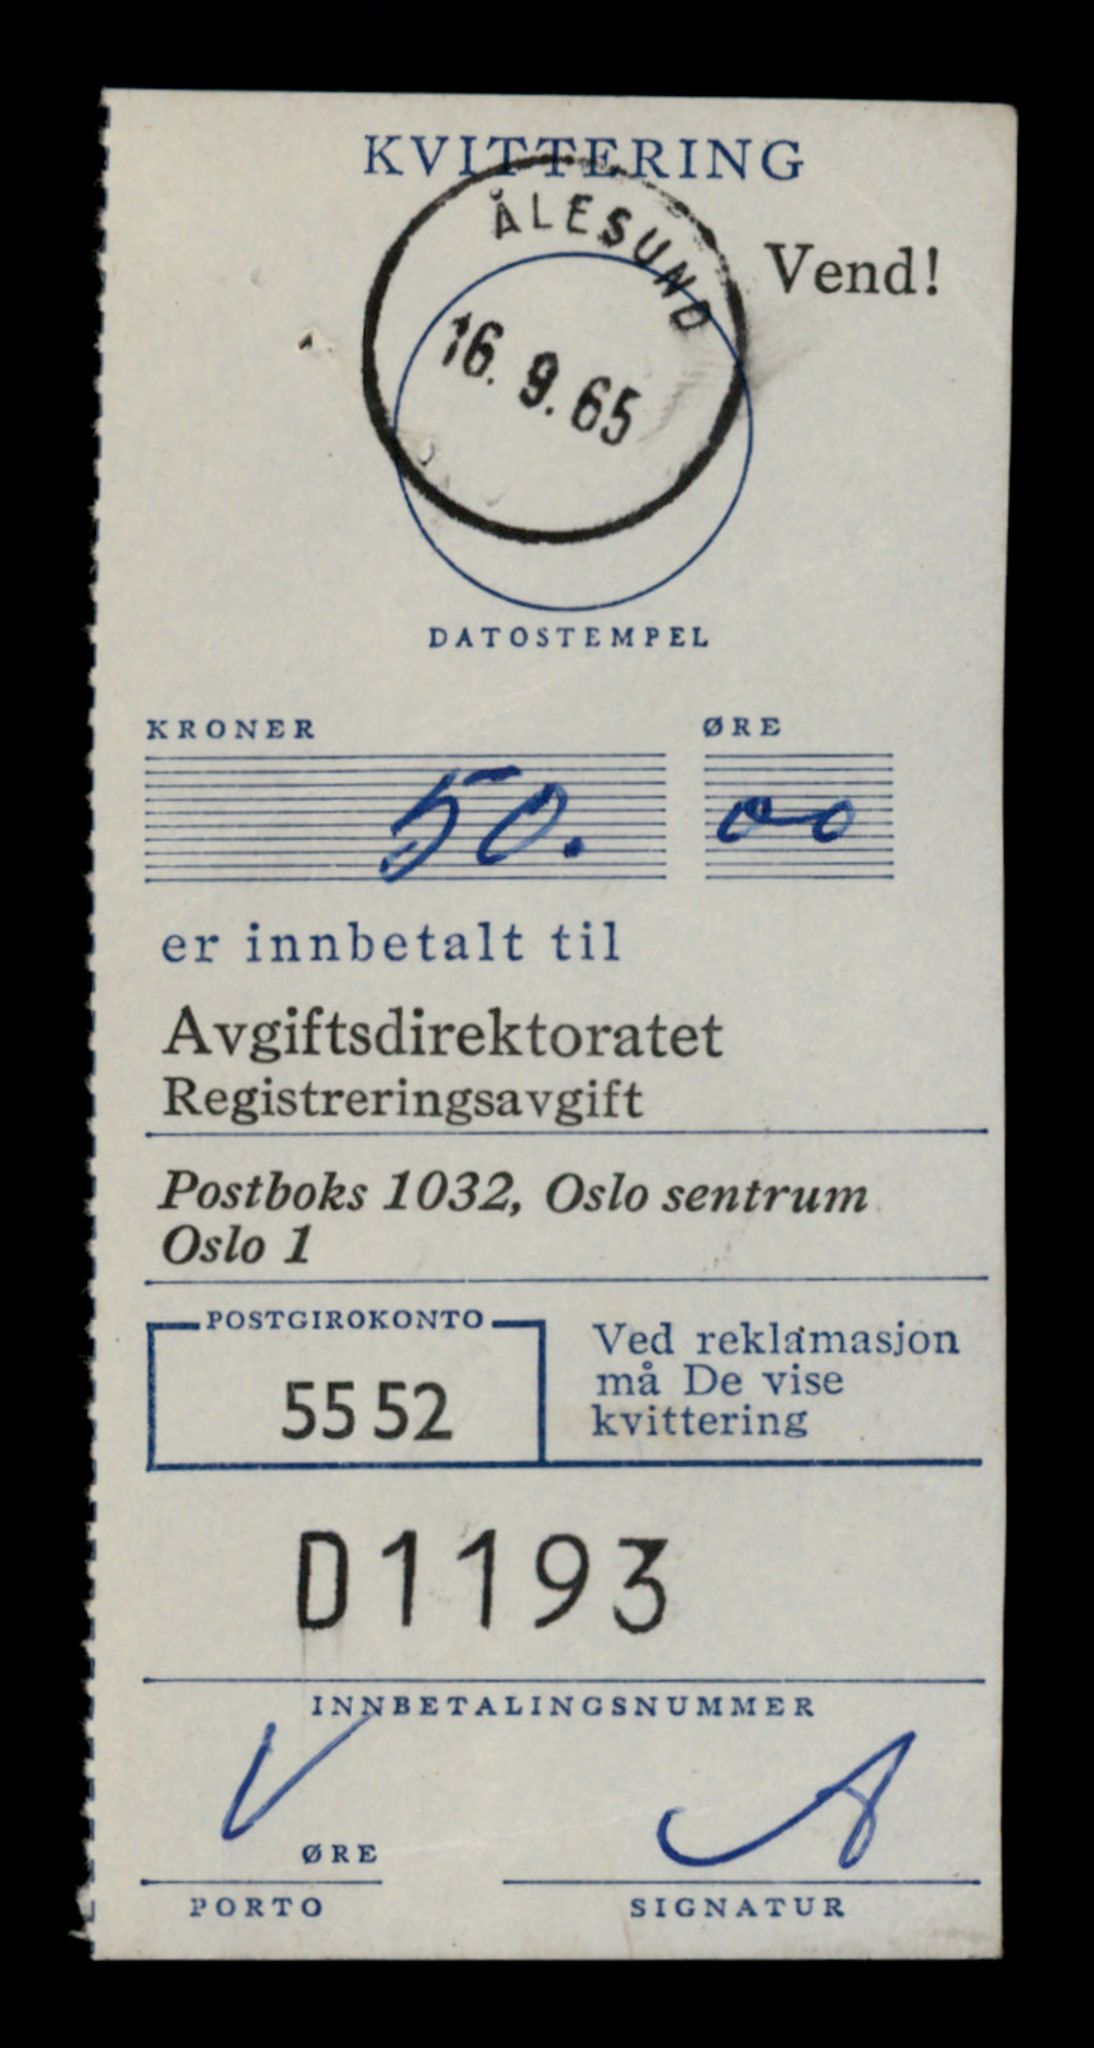 KVITTERING
ÅLESUND
Vend!
16.9.65
DATOSTEMPEL
KRONER ØRE
50. 00
er innbetalt til
Avgiftsdirektoratet
Registreringsavgift
Postboks 1032, Oslo sentrum
Oslo 1
POSTGIROKONTO
55 52
Ved reklamasjon
må De vise
kvittering
D1193
INNBETALINGSNUMMER
ØRE
PORTO SIGNATUR